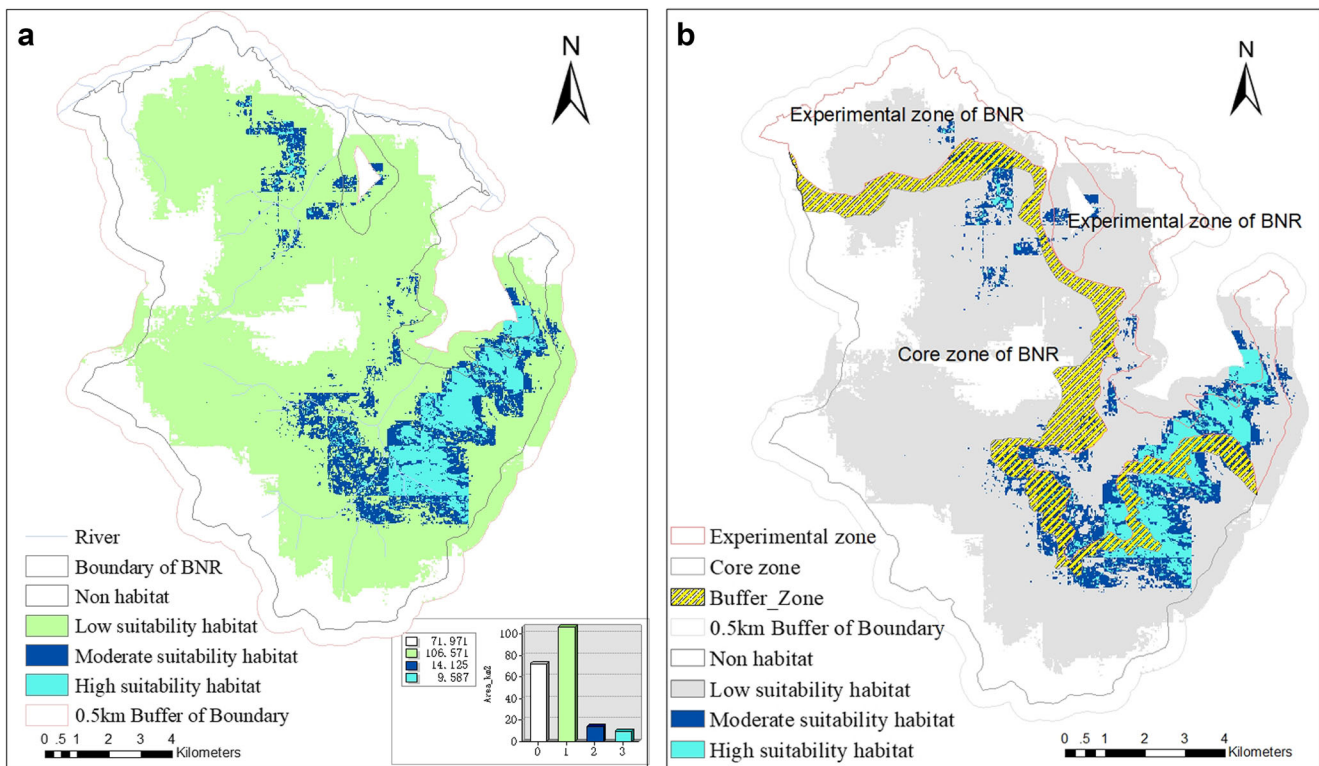 a
N
River
Boundary of BNR
Non habitat
Low suitability habitat
Moderate suitability habitat
High suitability habitat
0.5km Buffer of Boundary
0 .5 1 2 3 4
Kilometers
71.971
106.571
14.125
9.587
Area_km2
100
80
60
40
20
0
0 1 2 3
b
N
Experimental zone of BNR
Experimental zone of BNR
Core zone of BNR
Experimental zone
Core zone
Buffer_Zone
0.5km Buffer of Boundary
Non habitat
Low suitability habitat
Moderate suitability habitat
High suitability habitat
0 .5 1 2 3 4
Kilometers